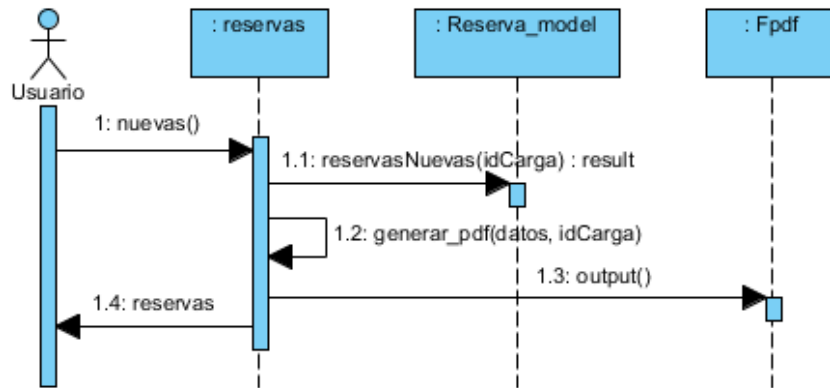 : reservas
: Reserva_model
: Fpdf
Usuario
1: nuevas()
1.1: reservasNuevas(idCarga) : result
1.2: generar_pdf(datos, idCarga)
1.3: output()
1.4: reservas